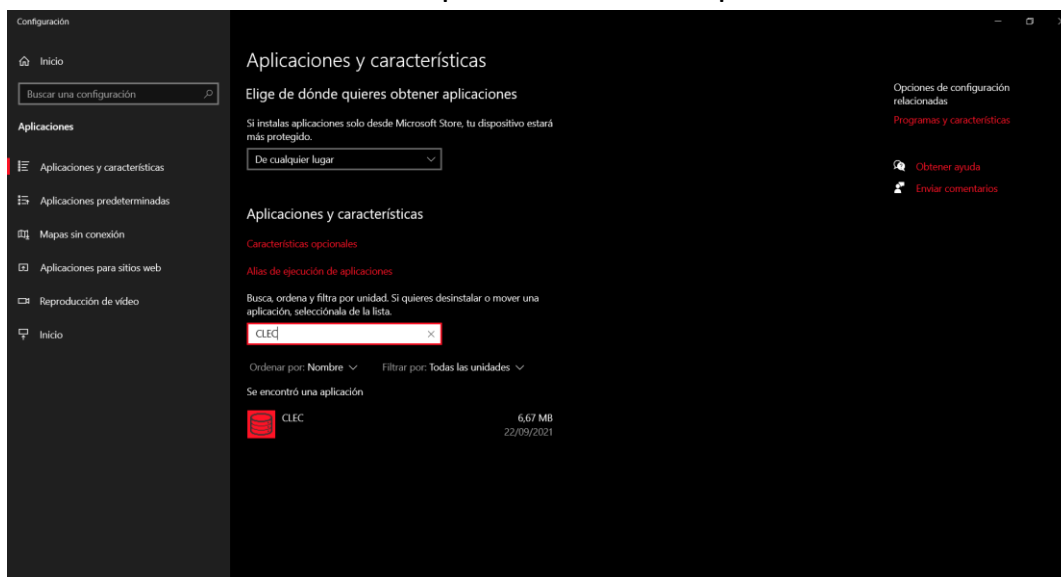 Configuración
Inicio
Buscar una configuración
Aplicaciones
Aplicaciones y características
Aplicaciones predeterminadas
Mapas sin conexión
Aplicaciones para sitios web
Reproducción de vídeo
Inicio
Aplicaciones y características
Elige de dónde quieres obtener aplicaciones
Si instalas aplicaciones solo desde Microsoft Store, tu dispositivo estará
más protegido.
De cualquier lugar
Aplicaciones y características
Características opcionales
Alias de ejecución de aplicaciones
Busca, ordena y filtra por unidad. Si quieres desinstalar o mover una
aplicación, selecciónala de la lista.
CLEC
Ordenar por: Nombre Filtrar por: Todas las unidades
Se encontró una aplicación
CLEC 6,67 MB
22/09/2021
Opciones de configuración
relacionadas
Programas y características
Obtener ayuda
Enviar comentarios